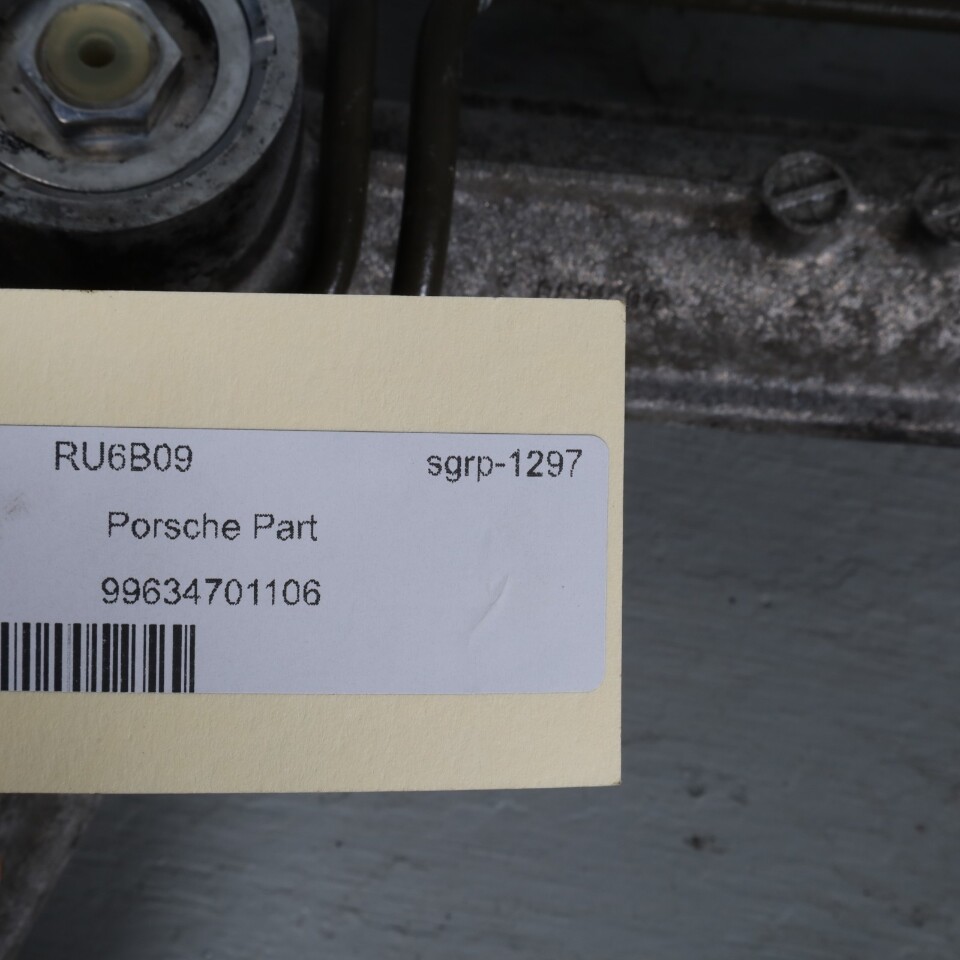 RU6B09 sgrp-1297
Porsche Part
99634701106